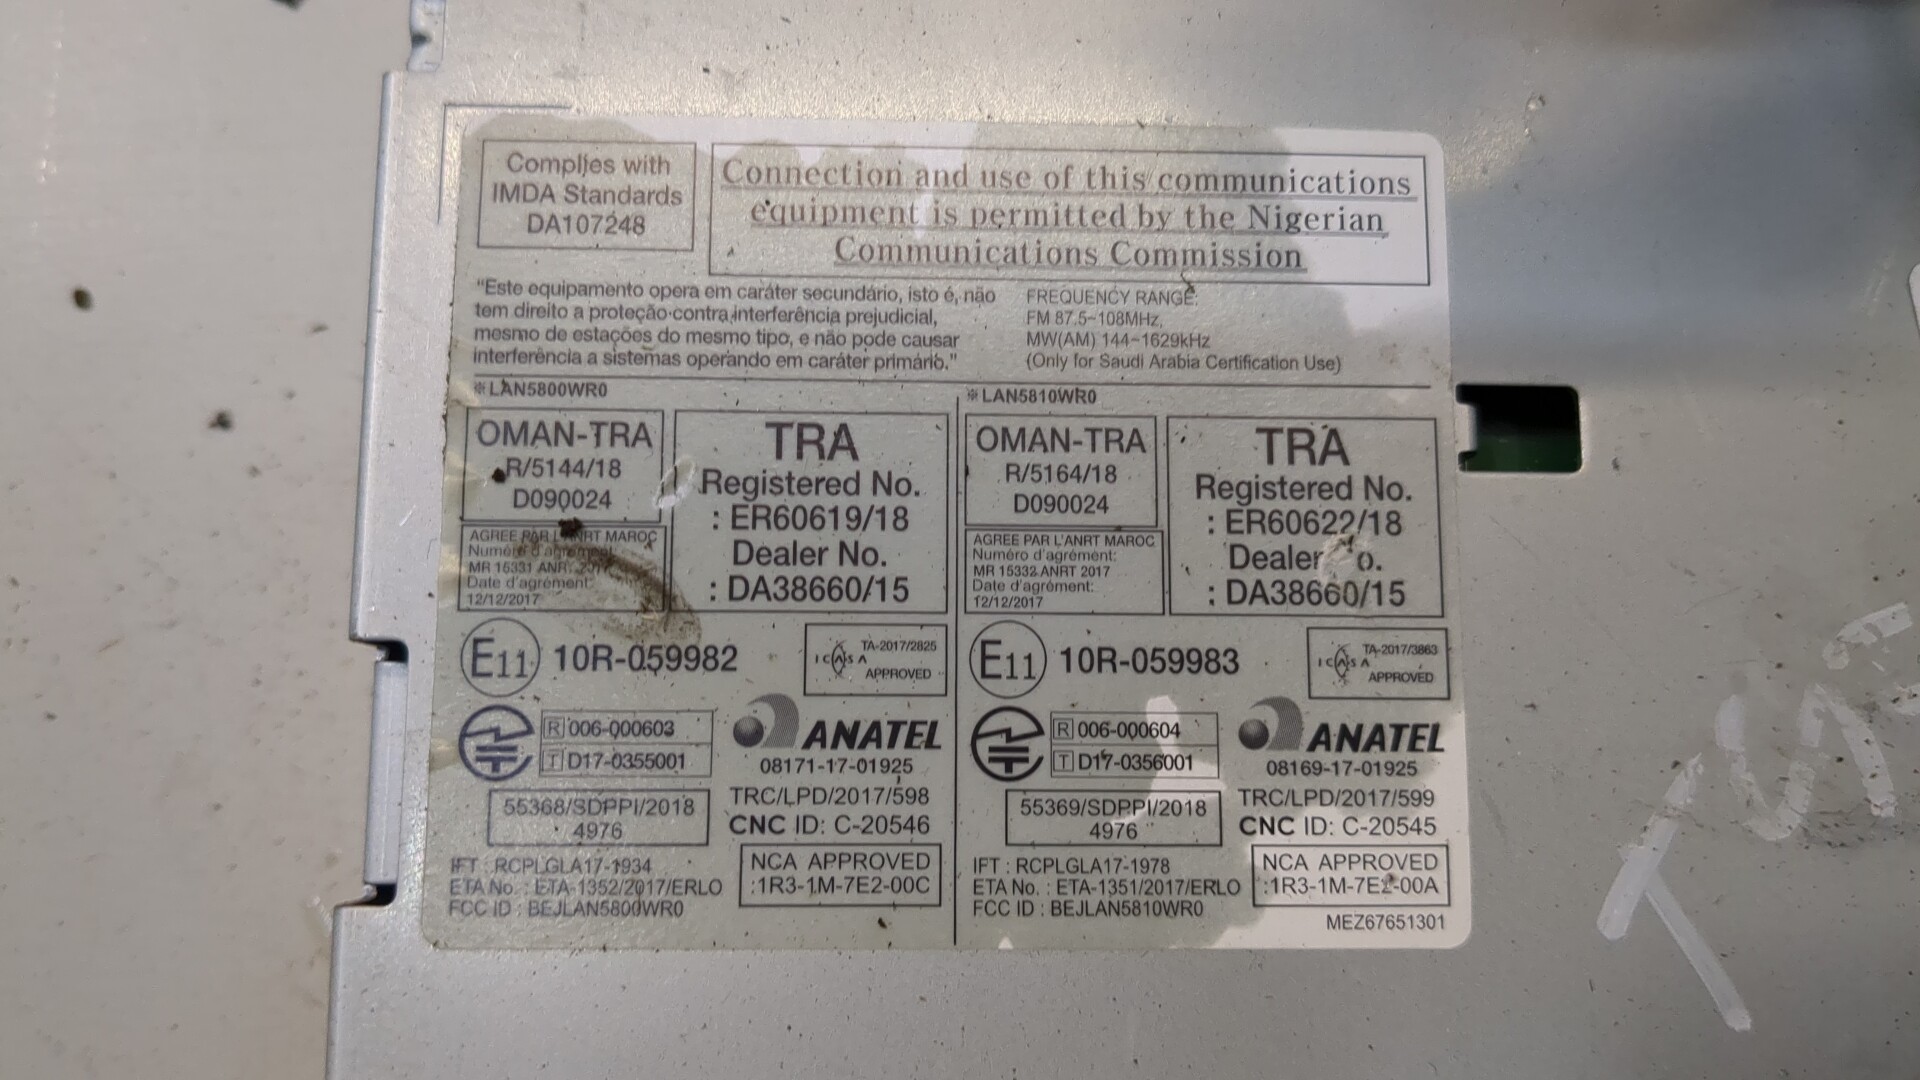 Complies with
IMDA Standards
DA107248
Connection and use of this communications
equipment is permitted by the Nigerian
Communications Commission
"Este equipamento opera em caráter secundário, isto é, não
tem direito a proteção contra interferência prejudicial,
mesmo de estações do mesmo tipo, e não pode causar
interferência a sistemas operando em caráter primário."
FREQUENCY RANGE:
FM 87.5~108MHz,
MW(AM) 144~1629kHz
(Only for Saudi Arabia Certification Use)
※LAN5800WR0
OMAN-TRA
R/5144/18
D090024
TRA
Registered No.
: ER60619/18
Dealer No.
: DA38660/15
AGREE PAR L'ANRT MAROC
Numéro d'agrément:
MR 15331 ANRT 2017
Date d'agrément:
12/12/2017
E11 10R-059982
ICASA
TA-2017/2825
APPROVED
R 006-000603
T D17-0355001
ANATEL
08171-17-01925
55368/SDPPI/2018
4976
TRC/LPD/2017/598
CNC ID: C-20546
IFT : RCPLGLA17-1934
ETA No. : ETA-1352/2017/ERLO
FCC ID : BEJLAN5800WR0
NCA APPROVED
:1R3-1M-7E2-00C
※LAN5810WR0
OMAN-TRA
R/5164/18
D090024
TRA
Registered No.
: ER60622/18
Dealer No.
: DA38660/15
AGREE PAR L'ANRT MAROC
Numéro d'agrément:
MR 15332 ANRT 2017
Date d'agrément:
12/12/2017
E11 10R-059983
ICASA
TA-2017/3863
APPROVED
R 006-000604
T D17-0356001
ANATEL
08169-17-01925
55369/SDPPI/2018
4976
TRC/LPD/2017/599
CNC ID: C-20545
IFT : RCPLGLA17-1978
ETA No. : ETA-1351/2017/ERLO
FCC ID : BEJLAN5810WR0
NCA APPROVED
:1R3-1M-7E2-00A
MEZ67651301